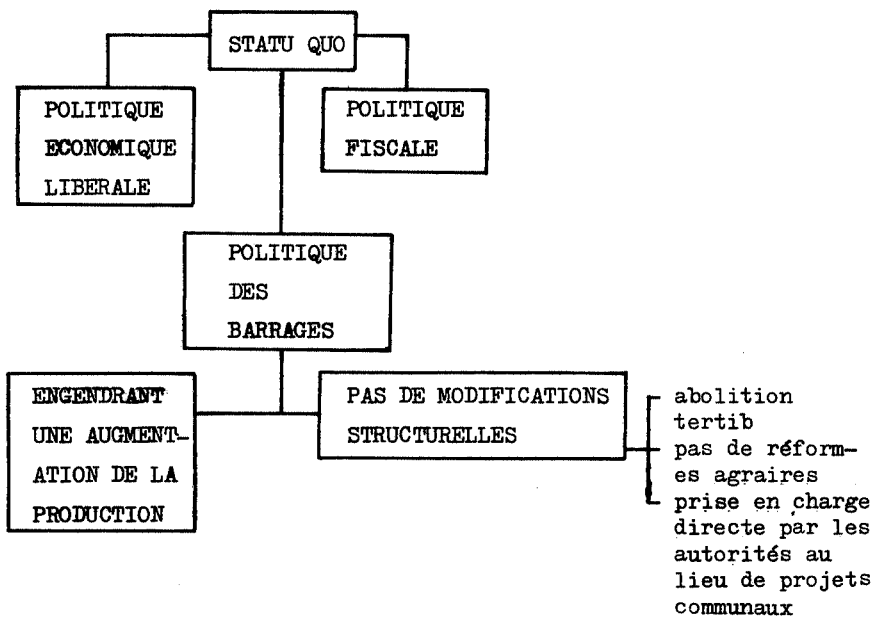 STATU QUO
POLITIQUE
ECONOMIQUE
LIBERALE
POLITIQUE
FISCALE
POLITIQUE
DES
BARRAGES
ENGENDRANT
UNE AUGMENT-
ATION DE LA
PRODUCTION
PAS DE MODIFICATIONS
STRUCTURELLES
abolition
tertib
pas de réform-
es agraires
prise en charge
directe par les
autorités au
lieu de projets
communaux